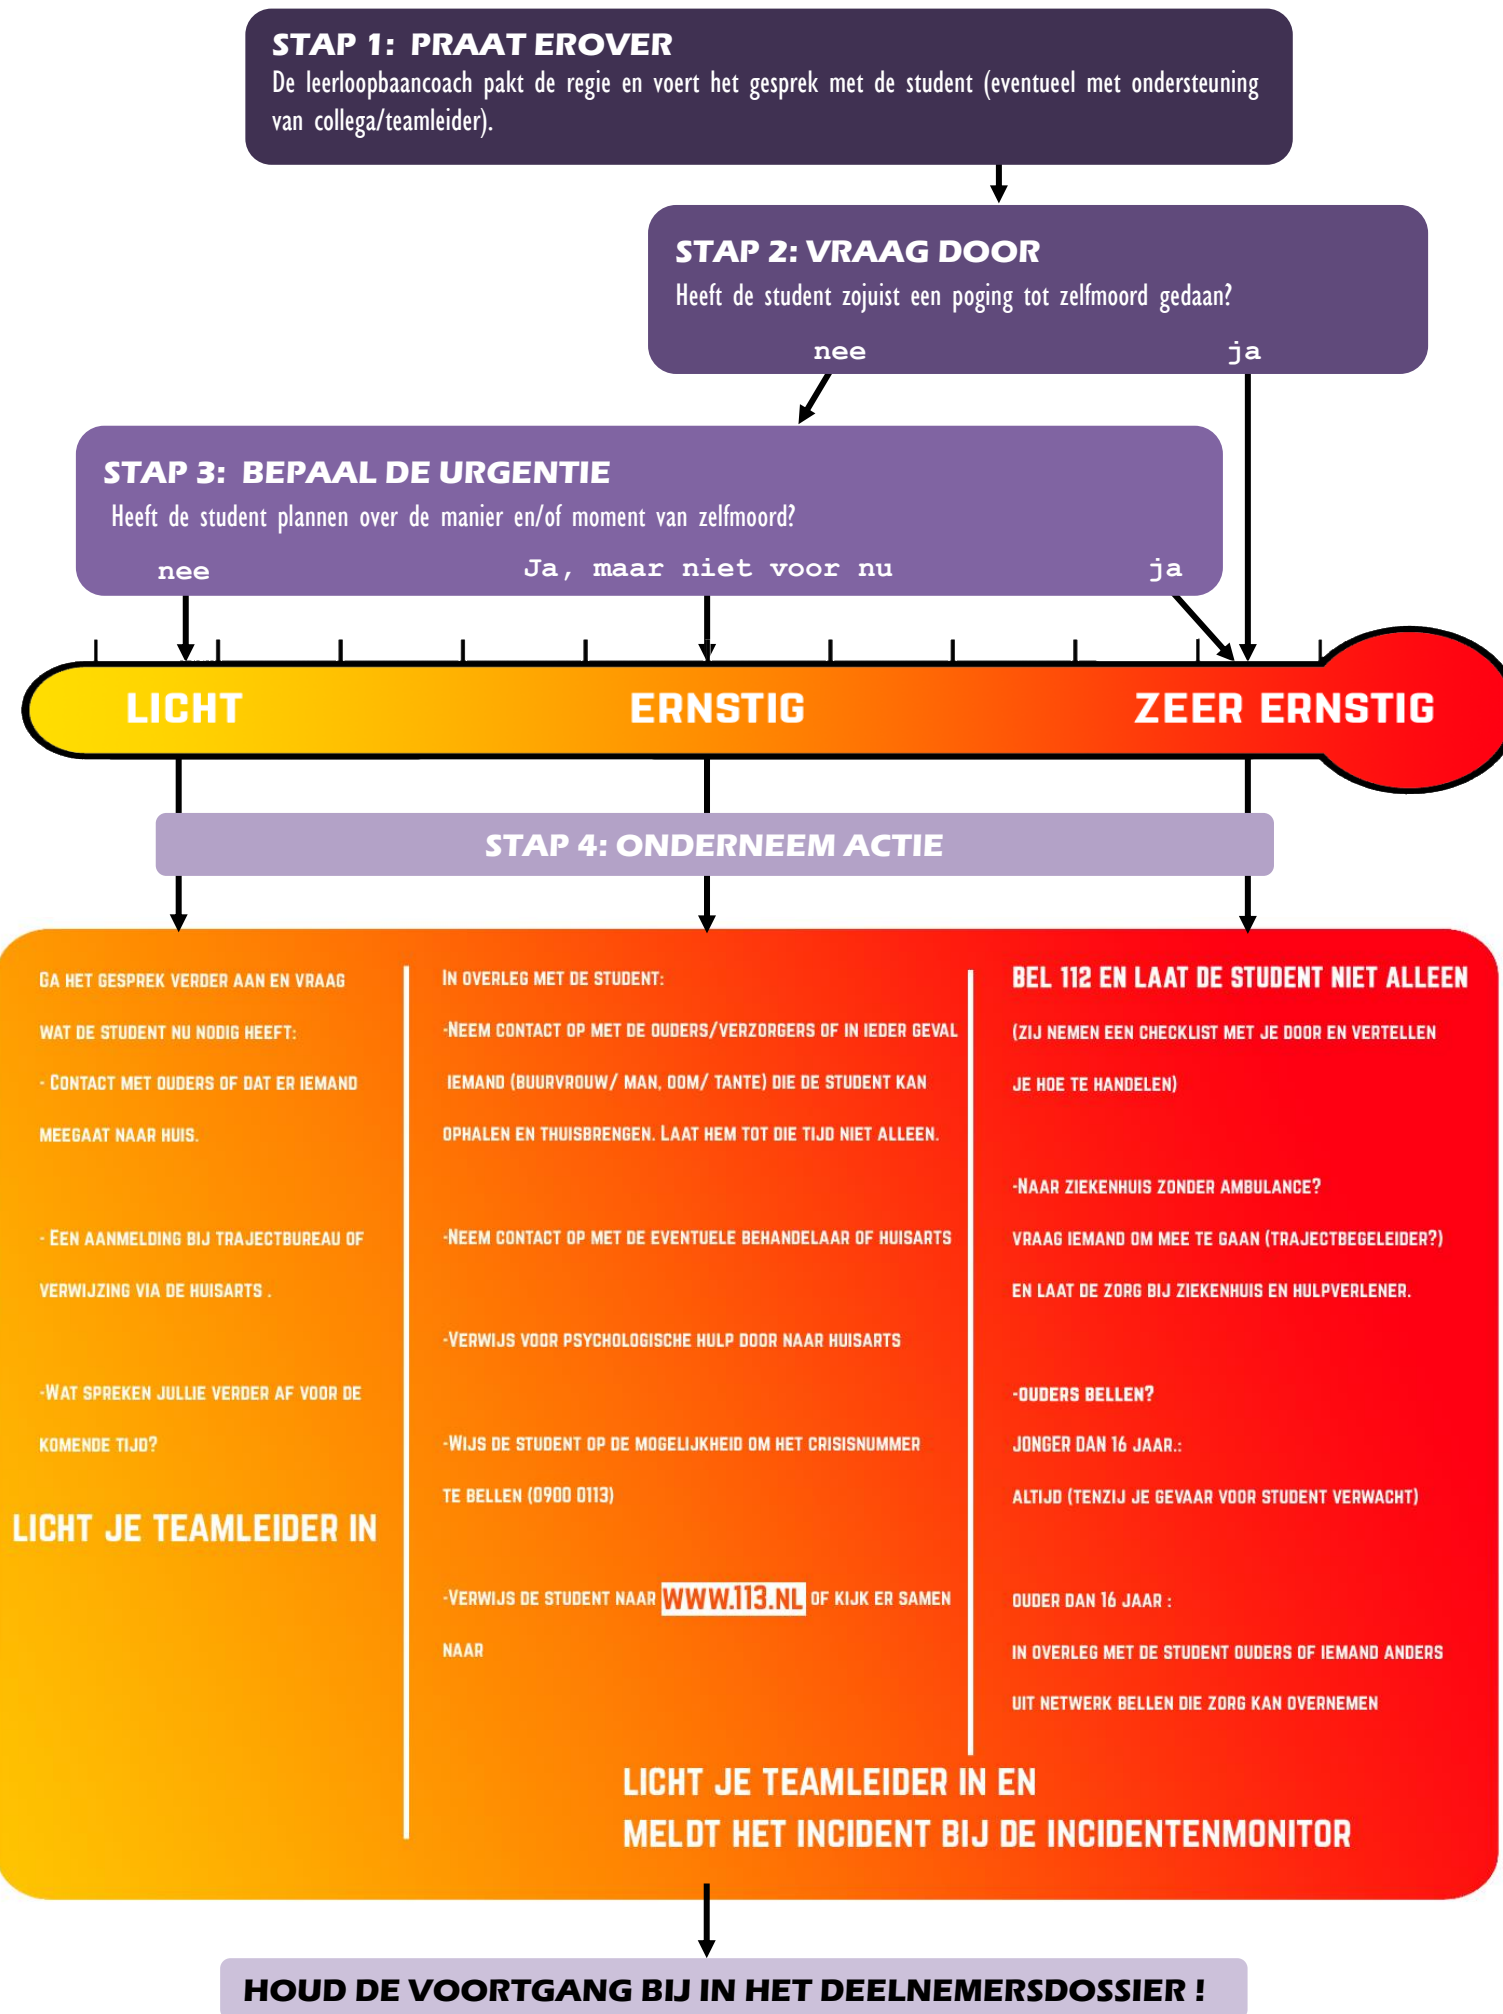 STAP 1: PRAAT EROVER
De leerloopbaancoach pakt de regie en voert het gesprek met de student (eventueel met ondersteuning
van collega/teamleider).
STAP 2: VRAAG DOOR
Heeft de student zojuist een poging tot zelfmoord gedaan?
nee ja
STAP 3: BEPAAL DE URGENTIE
Heeft de student plannen over de manier en/of moment van zelfmoord?
nee Ja, maar niet voor nu ja
LICHT ERNSTIG ZEER ERNSTIG
STAP 4: ONDERNEEM ACTIE
GA HET GESPREK VERDER AAN EN VRAAG
WAT DE STUDENT NU NODIG HEEFT:
- CONTACT MET OUDERS OF DAT ER IEMAND
MEEGAAT NAAR HUIS.
- EEN AANMELDING BIJ TRAJECTBUREAU OF
VERWIJZING VIA DE HUISARTS .
-WAT SPREKEN JULLIE VERDER AF VOOR DE
KOMENDE TIJD?
LICHT JE TEAMLEIDER IN
IN OVERLEG MET DE STUDENT:
-NEEM CONTACT OP MET DE OUDERS/VERZORGERS OF IN IEDER GEVAL
IEMAND (BUURVROUW/ MAN, OOM/ TANTE) DIE DE STUDENT KAN
OPHALEN EN THUISBRENGEN. LAAT HEM TOT DIE TIJD NIET ALLEEN.
-NEEM CONTACT OP MET DE EVENTUELE BEHANDELAAR OF HUISARTS
-VERWIJS VOOR PSYCHOLOGISCHE HULP DOOR NAAR HUISARTS
-WIJS DE STUDENT OP DE MOGELIJKHEID OM HET CRISISNUMMER
TE BELLEN (0900 0113)
-VERWIJS DE STUDENT NAAR WWW.113.NL OF KIJK ER SAMEN
NAAR
BEL 112 EN LAAT DE STUDENT NIET ALLEEN
(ZIJ NEMEN EEN CHECKLIST MET JE DOOR EN VERTELLEN
JE HOE TE HANDELEN)
-NAAR ZIEKENHUIS ZONDER AMBULANCE?
VRAAG IEMAND OM MEE TE GAAN (TRAJECTBEGELEIDER?)
EN LAAT DE ZORG BIJ ZIEKENHUIS EN HULPVERLENER.
-OUDERS BELLEN?
JONGER DAN 16 JAAR.:
ALTIJD (TENZIJ JE GEVAAR VOOR STUDENT VERWACHT)
OUDER DAN 16 JAAR :
IN OVERLEG MET DE STUDENT OUDERS OF IEMAND ANDERS
UIT NETWERK BELLEN DIE ZORG KAN OVERNEMEN
LICHT JE TEAMLEIDER IN EN
MELDT HET INCIDENT BIJ DE INCIDENTENMONITOR
HOUD DE VOORTGANG BIJ IN HET DEELNEMERSDOSSIER !